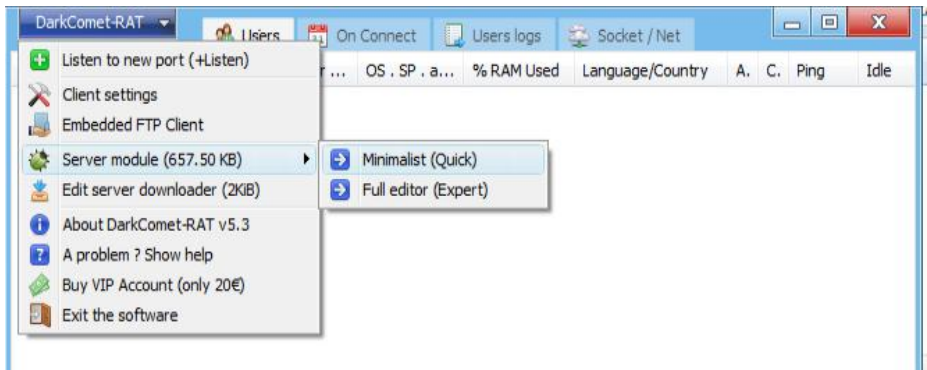 DarkComet-RAT
Users
On Connect
Users logs
Socket / Net
r ... OS . SP . a... % RAM Used Language/Country A. C. Ping Idle
Listen to new port (+Listen)
Client settings
Embedded FTP Client
Server module (657.50 KB)
Minimalist (Quick)
Edit server downloader (2KiB)
Full editor (Expert)
About DarkComet-RAT v5.3
A problem ? Show help
Buy VIP Account (only 20€)
Exit the software